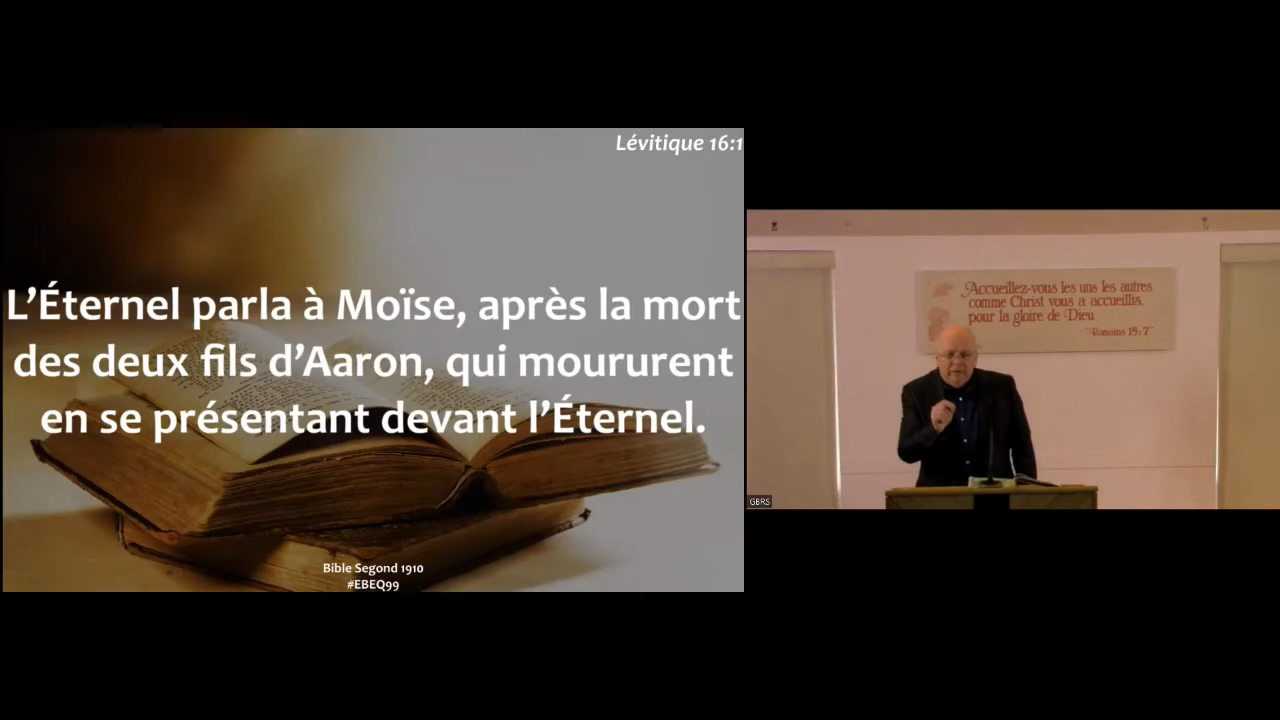 Lévitique 16:1
L'Éternel parla à Moïse, après la mort
des deux fils d'Aaron, qui moururent
en se présentant devant l'Éternel.
Bible Segond 1910
#EBEQ99
Accueillez-vous les uns les autres
comme Christ vous a accueillis,
pour la gloire de Dieu.
"Romains 15:7"
GBRS